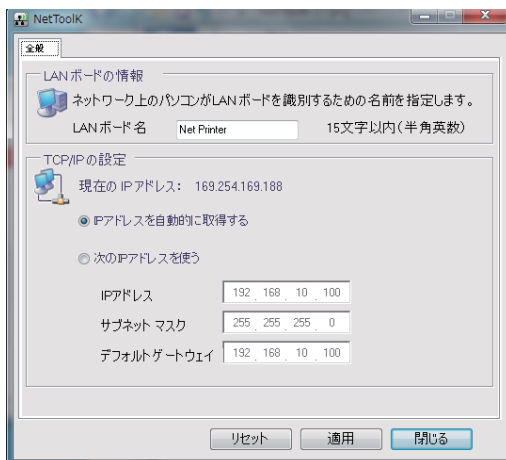 NetToolK
全般
LANボードの情報
ネットワーク上のパソコンがLANボードを識別するための名前を指定します。
LANボード名 Net Printer 15文字以内(半角英数)
TCP/IPの設定
現在のIPアドレス: 169.254.169.188
IPアドレスを自動的に取得する
次のIPアドレスを使う
IPアドレス 192 . 168 . 10 . 100
サブネット マスク 255 . 255 . 255 . 0
デフォルトゲートウェイ 192 . 168 . 10 . 100
リセット 適用 閉じる